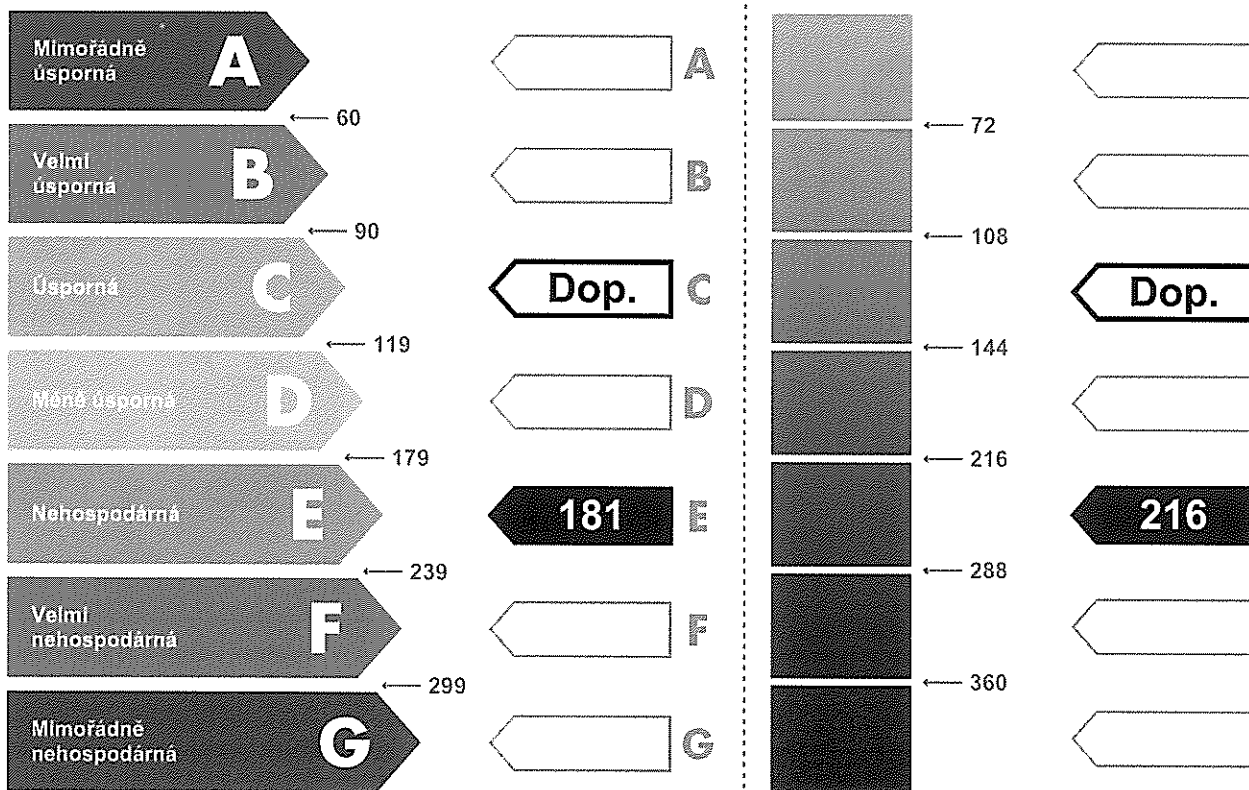 Mimořádně
úsporná
A
A
60
72
Velmi
úsporná
B
B
90
108
Úsporná
C
Dop.
C
Dop.
119
144
Méně úsporná
D
D
179
216
Nehospodárná
E
181
E
216
239
288
Velmi
nehospodárná
F
F
299
360
Mimořádně
nehospodárná
G
G